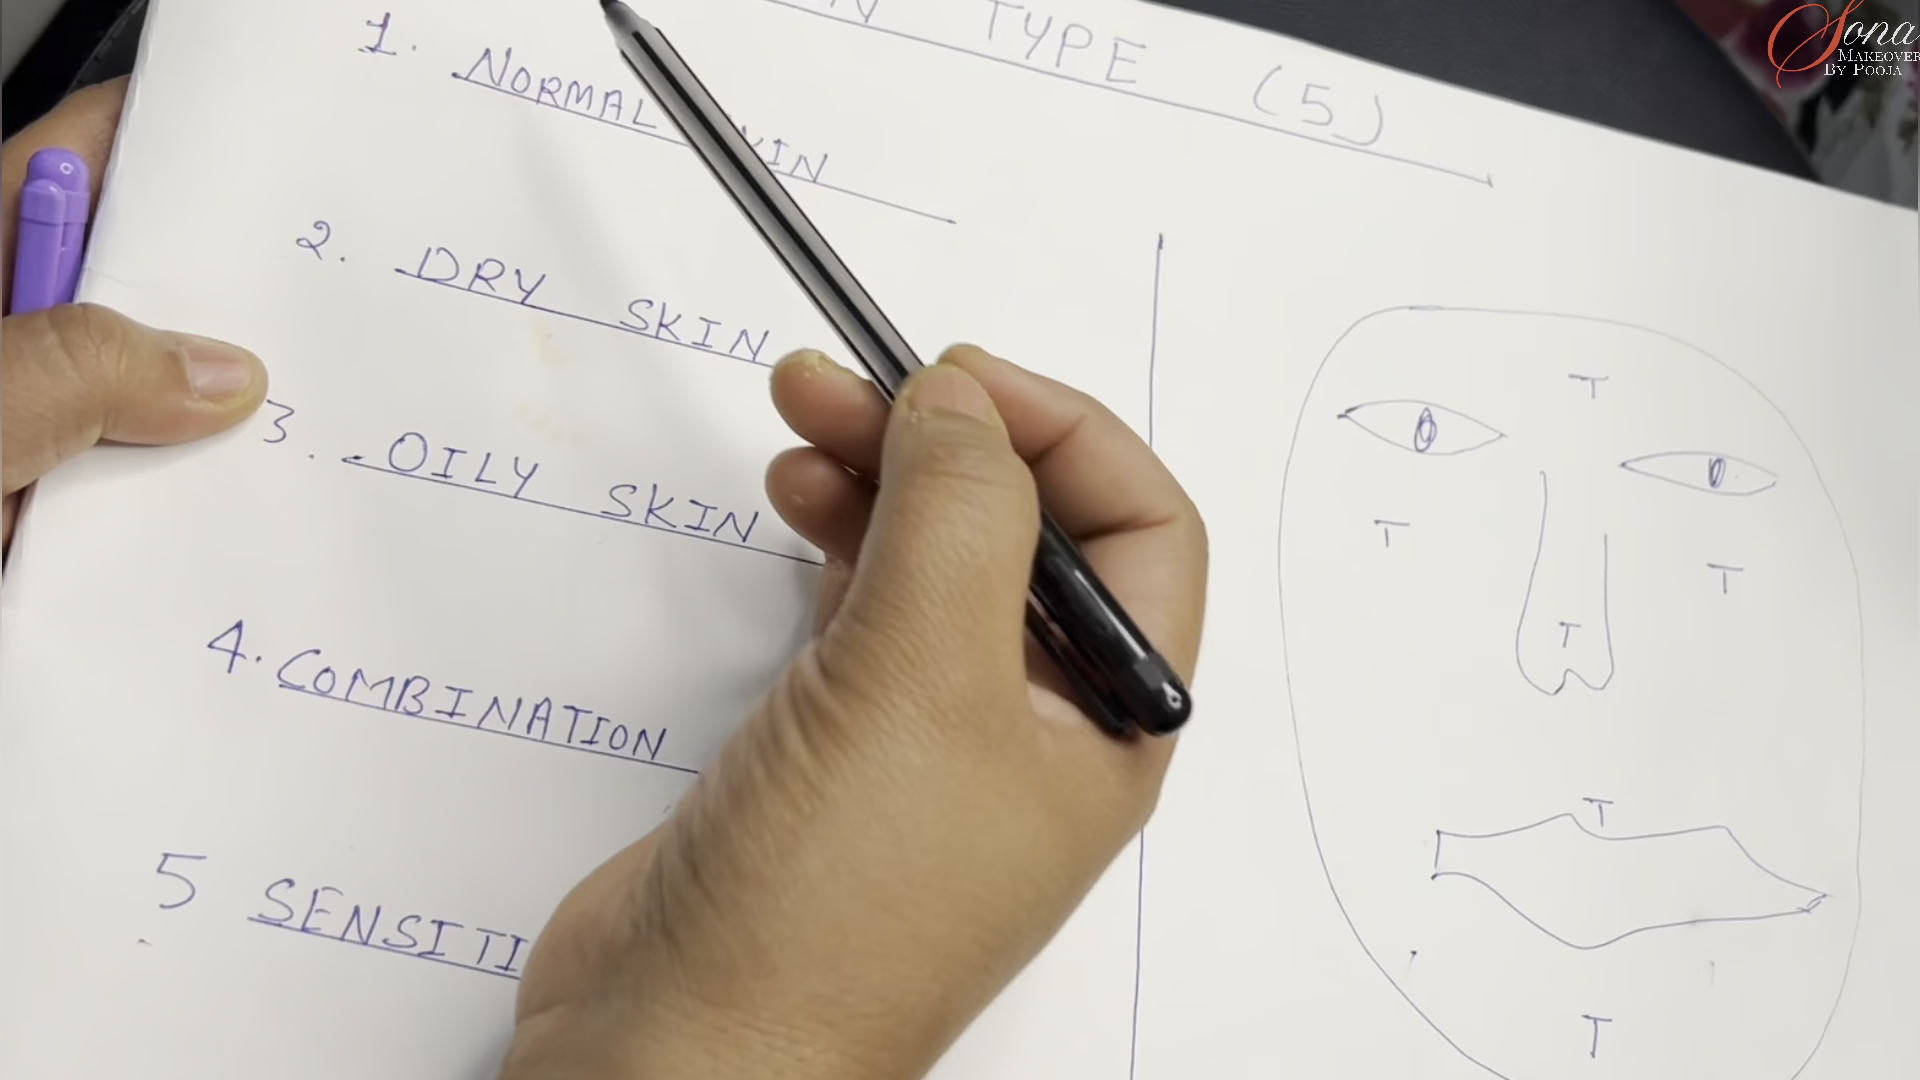 TYPE (5)
1. NORMAL
2. DRY SKIN
3. OILY SKIN
4. COMBINATION
5 SENSITI
T
T
T
T
T
T
Sona
MAKEOVER
BY POOJA